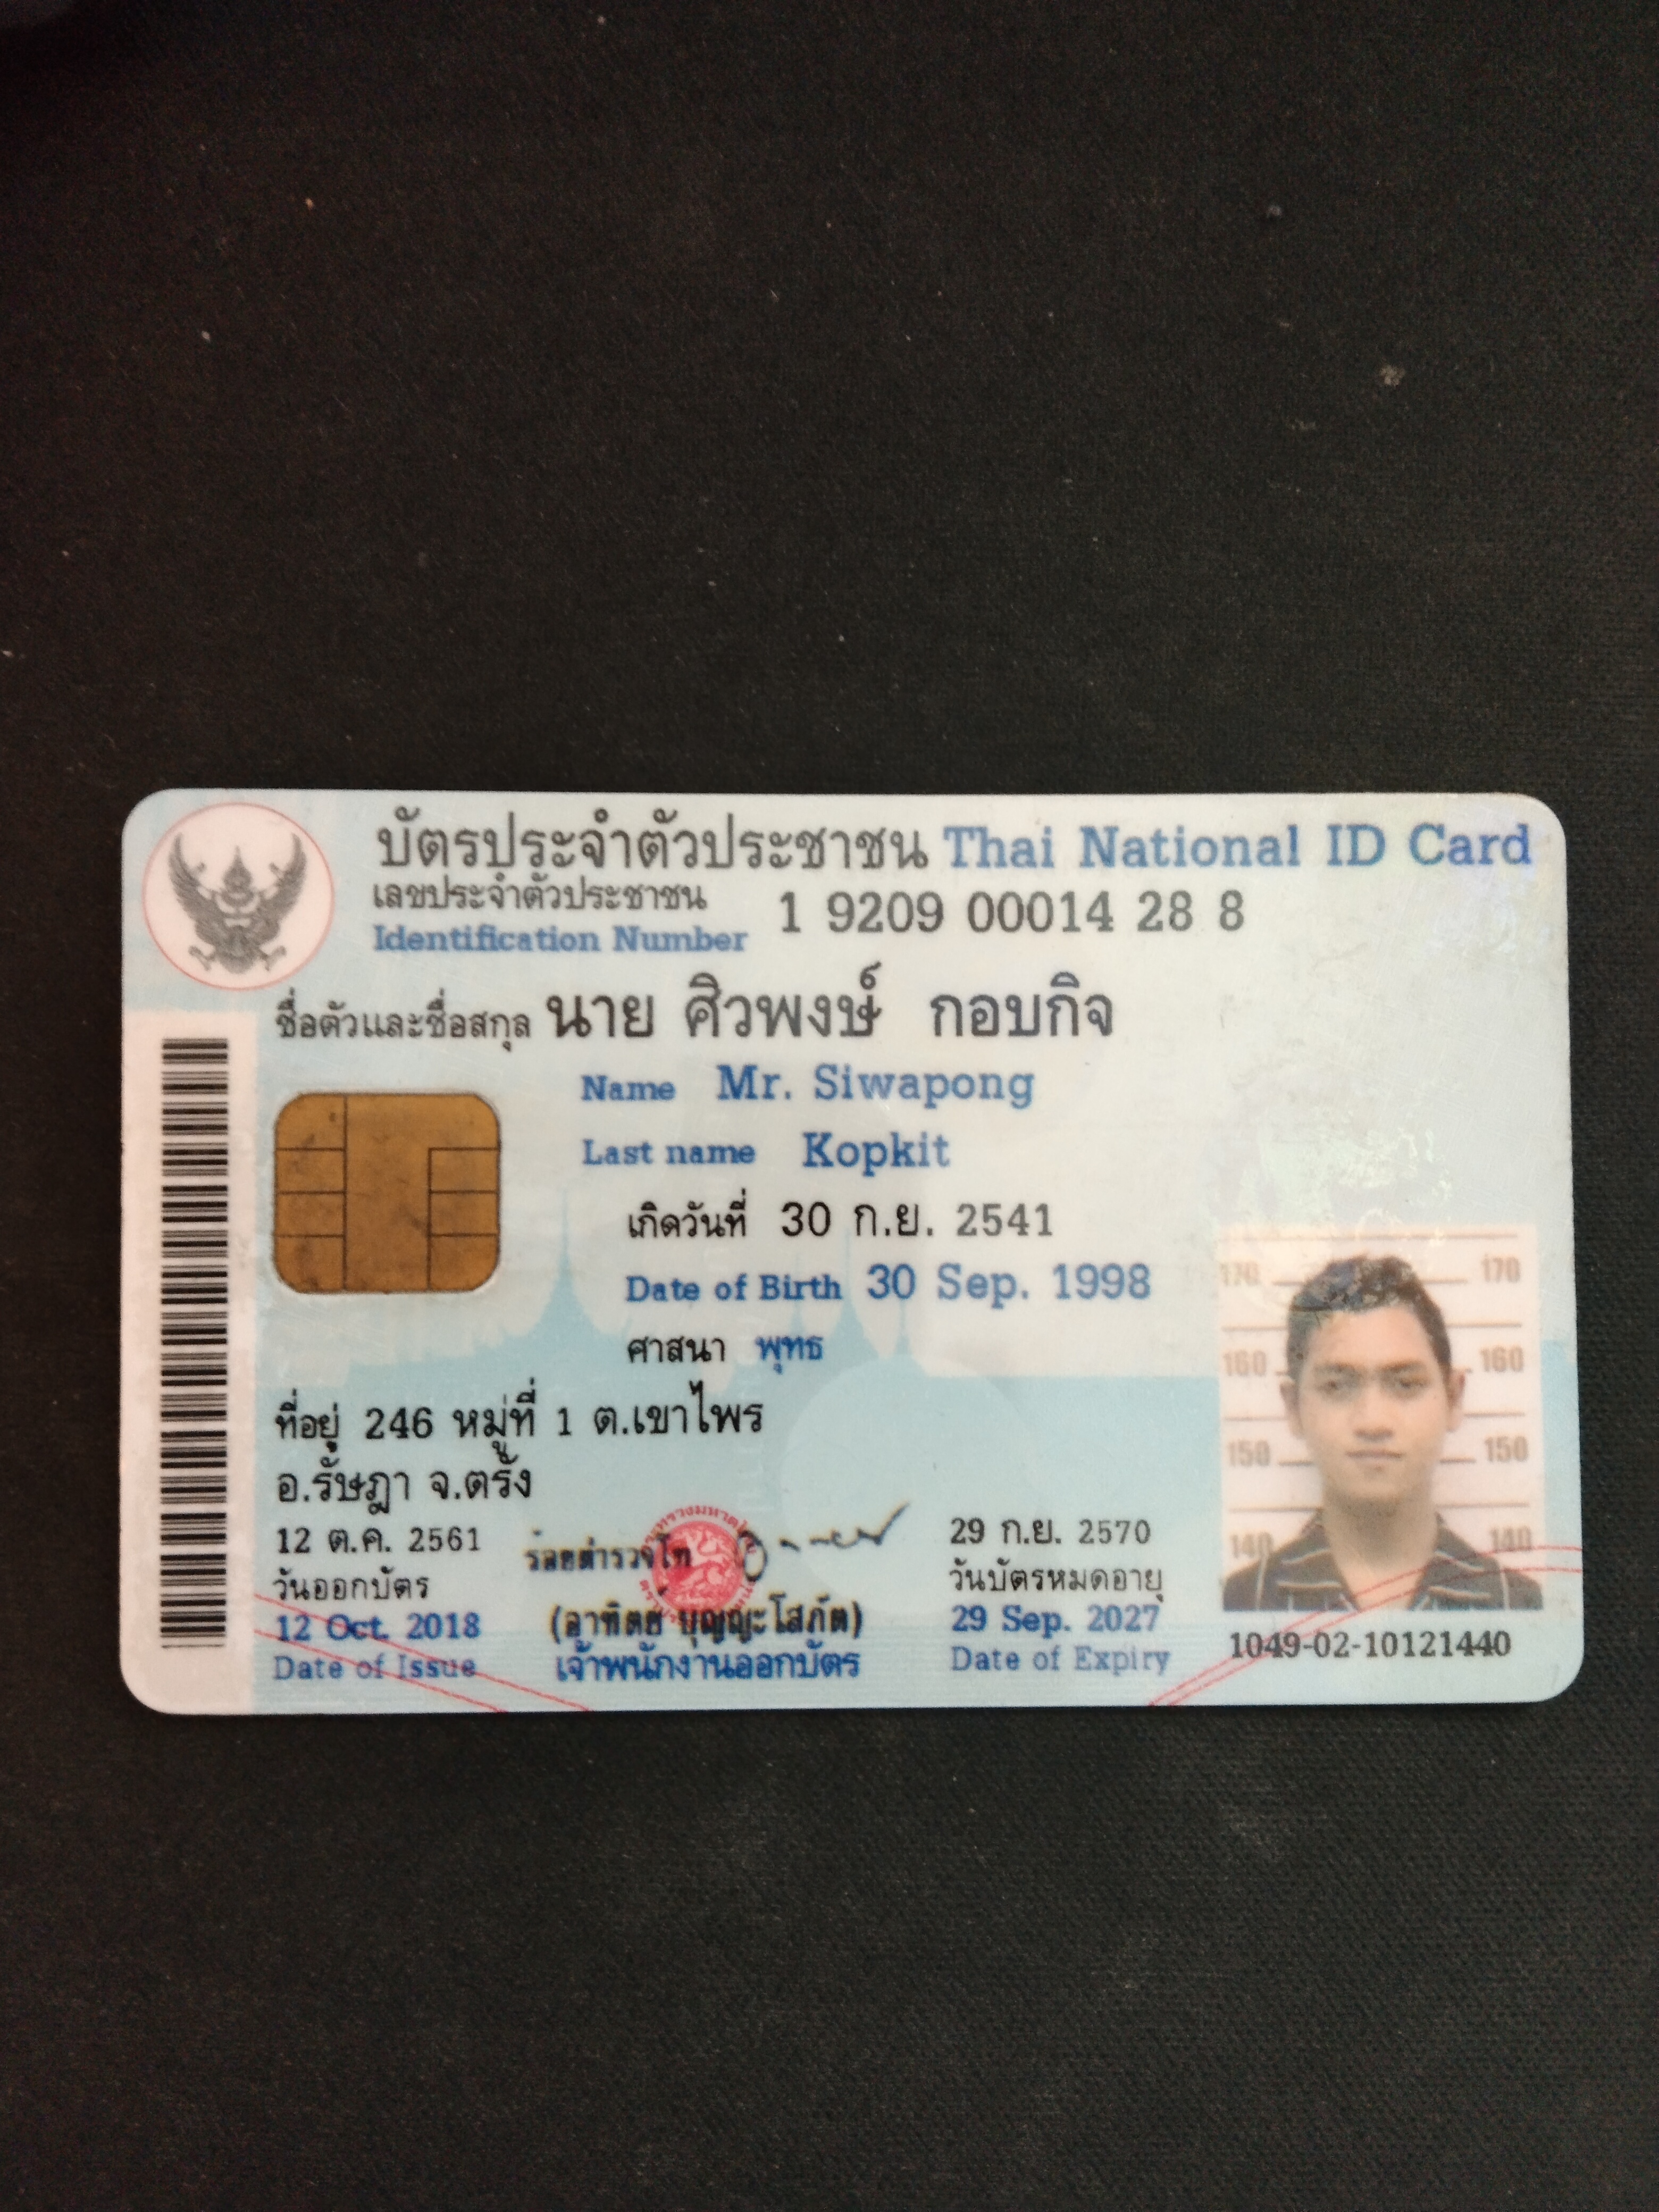 บัตรประจำตัวประชาชน Thai National ID Card
เลขประจำตัวประชาชน
Identification Number 1 9209 00014 28 8
ชื่อตัวและชื่อสกุล นาย ศิวพงษ์ กอบกิจ
Name Mr. Siwapong
Last name Kopkit
เกิดวันที่ 30 ก.ย. 2541
Date of Birth 30 Sep. 1998
ศาสนา พุทธ
ที่อยู่ 246 หมู่ที่ 1 ต.เขาไพร
อ.รัษฎา จ.ตรัง
12 ต.ค. 2561
วันออกบัตร
12 Oct. 2018
Date of Issue
ร้อยตำรวจโท
(อาทิตย์ บุญญะโสภัต)
เจ้าพนักงานออกบัตร
29 ก.ย. 2570
วันบัตรหมดอายุ
29 Sep. 2027
Date of Expiry
170 170
160 160
150 150
140 140
1049-02-10121440